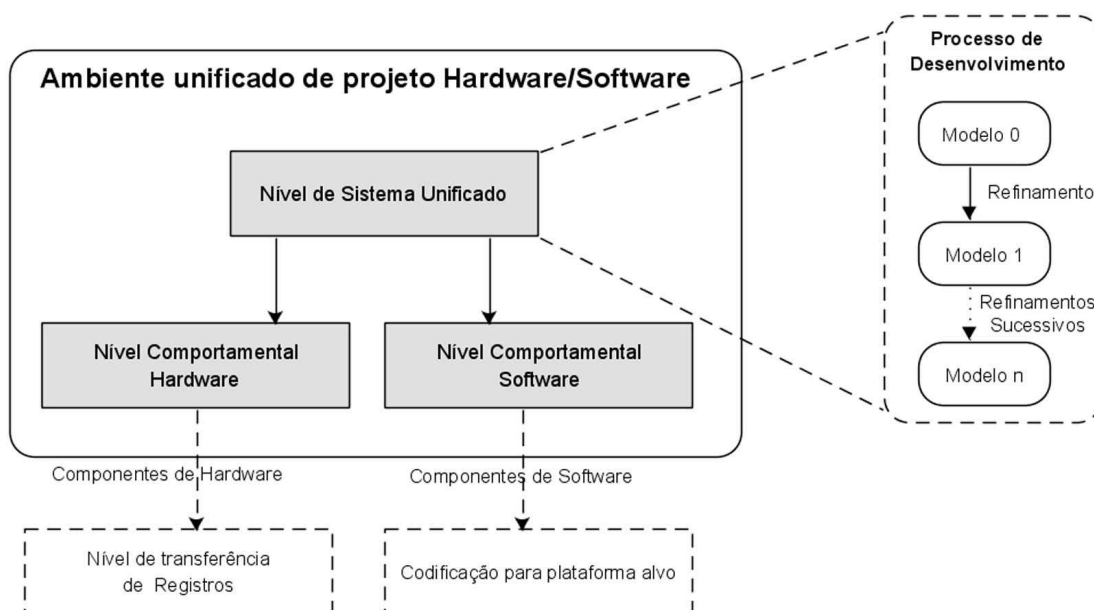 Ambiente unificado de projeto Hardware/Software
Nível de Sistema Unificado
Nível Comportamental
Hardware
Nível Comportamental
Software
Componentes de Hardware
Componentes de Software
Nível de transferência
de Registros
Codificação para plataforma alvo
Processo de
Desenvolvimento
Modelo 0
Refinamento
Modelo 1
Refinamentos
Sucessivos
Modelo n